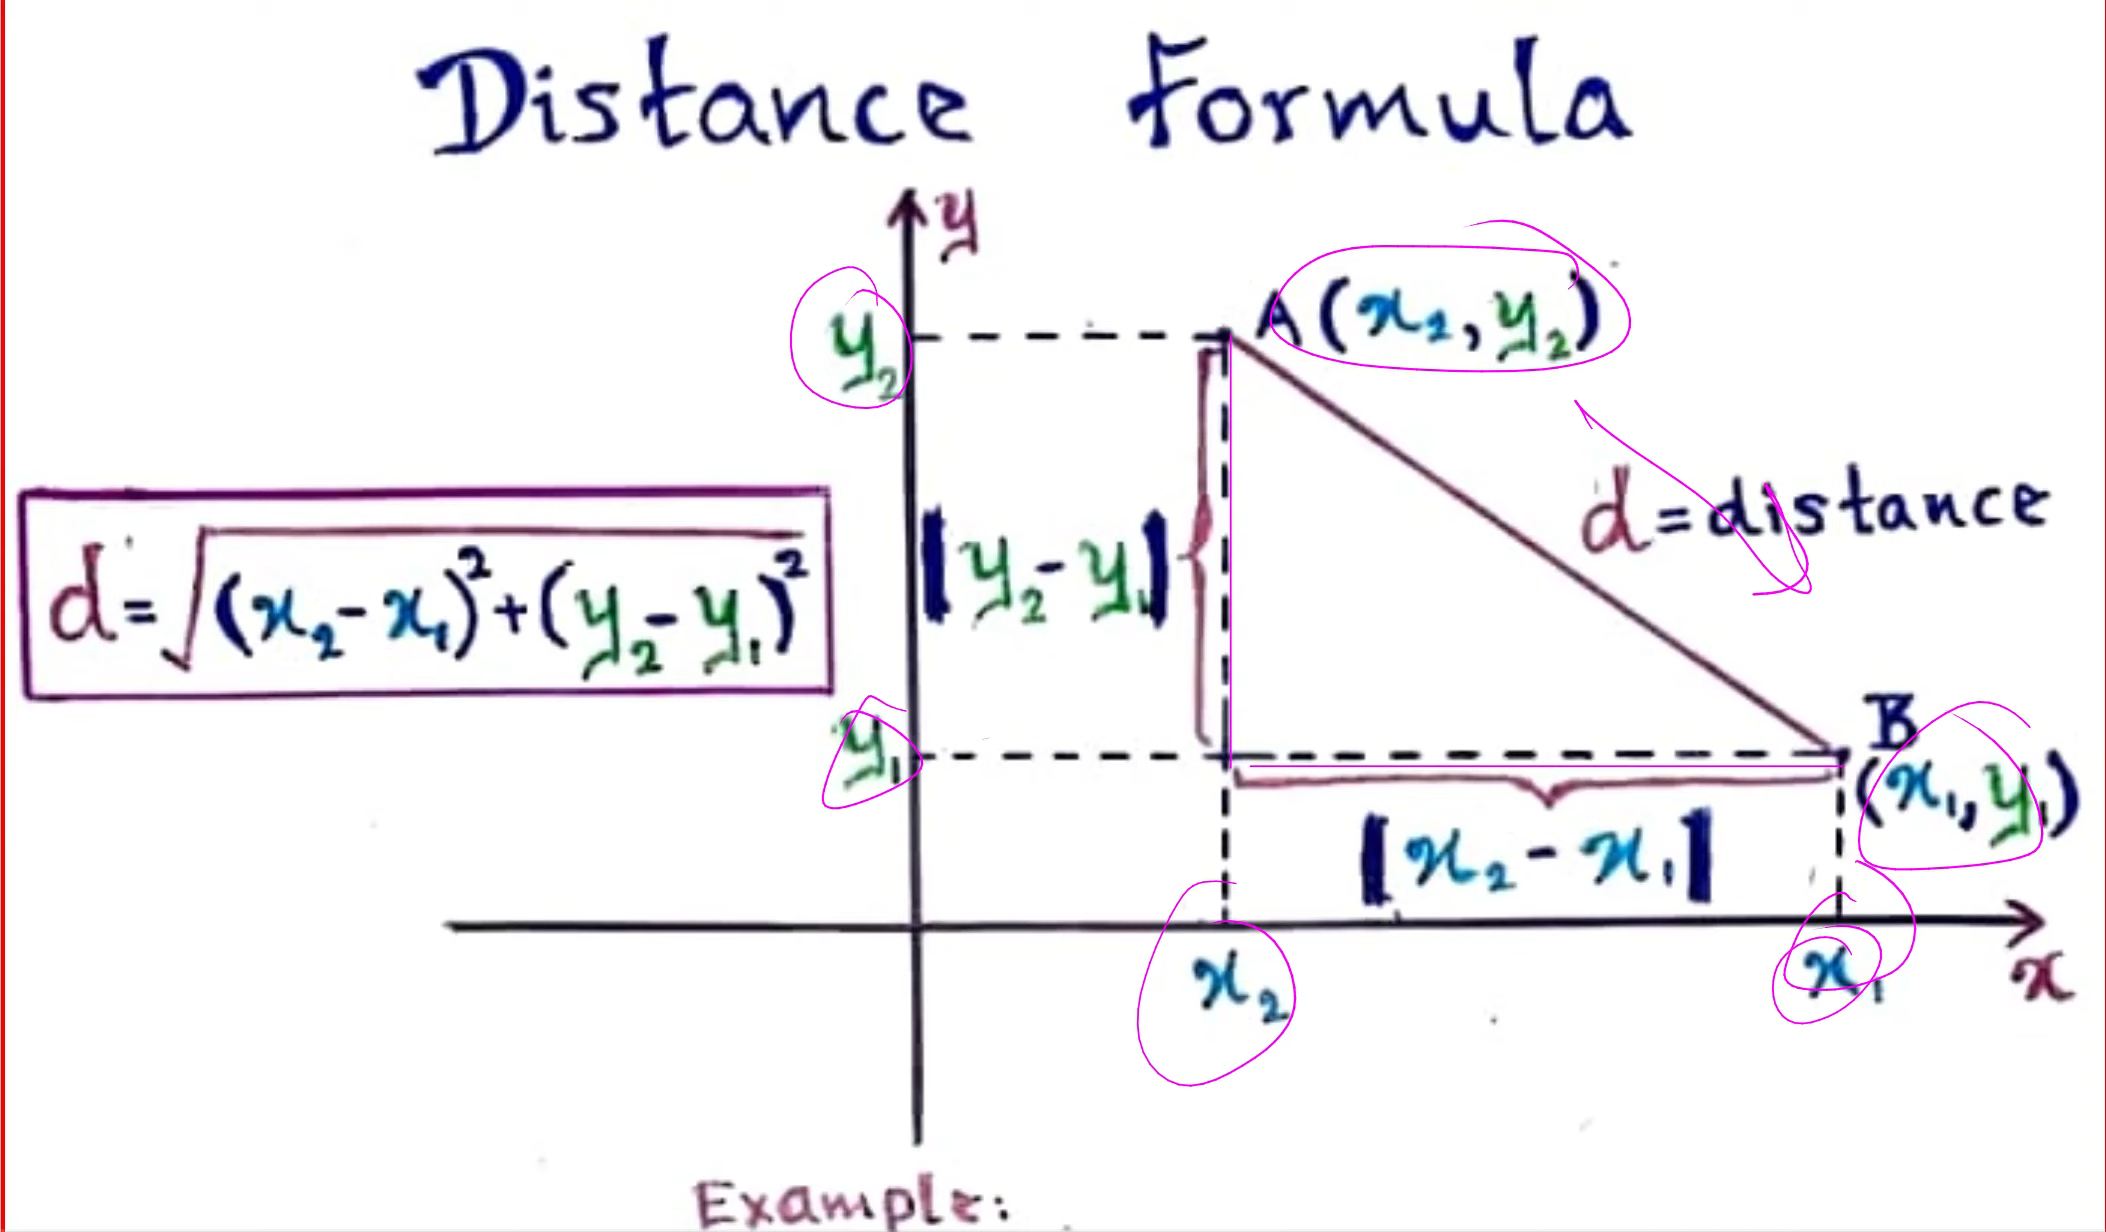 Distance Formula
y
y₂
A (x₂, y₂)
d = distance
d = √(x₂ - x₁)² + (y₂ - y₁)²
|y₂ - y₁|
y₁
B
(x₁, y₁)
|x₂ - x₁|
x₂
x₁
x
Example: